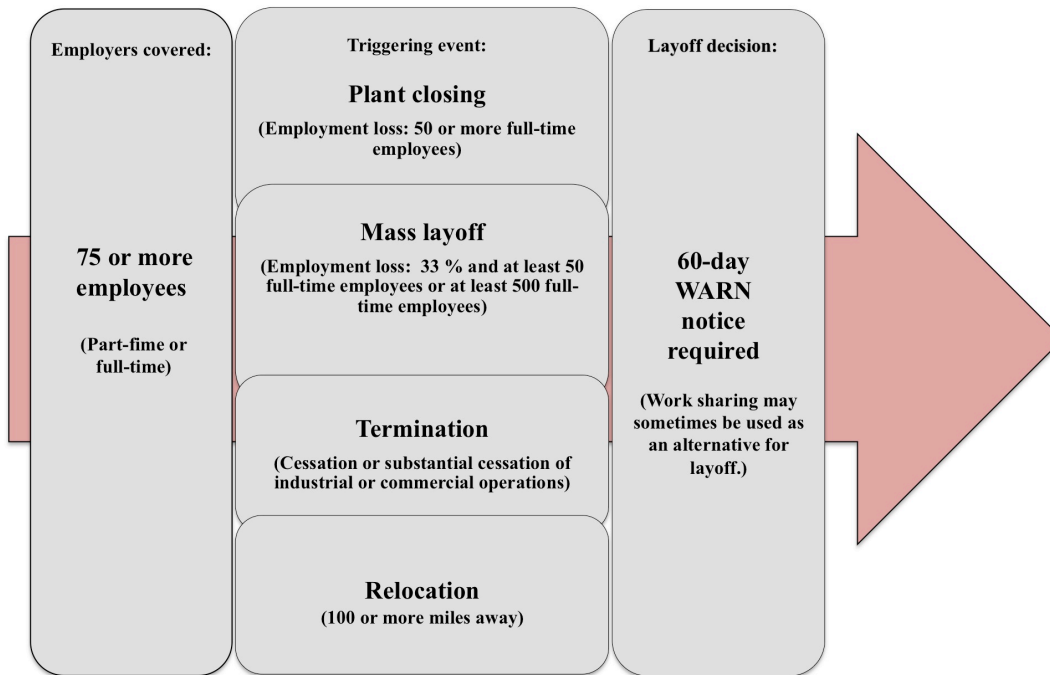 Employers covered:
75 or more
employees
(Part-fime or
full-time)
Triggering event:
Plant closing
(Employment loss: 50 or more full-time
employees)
Mass layoff
(Employment loss:  33 % and at least 50
full-time employees or at least 500 full-
time employees)
Termination
(Cessation or substantial cessation of
industrial or commercial operations)
Relocation
(100 or more miles away)
Layoff decision:
60-day
WARN
notice
required
(Work sharing may
sometimes be used as
an alternative for
layoff.)